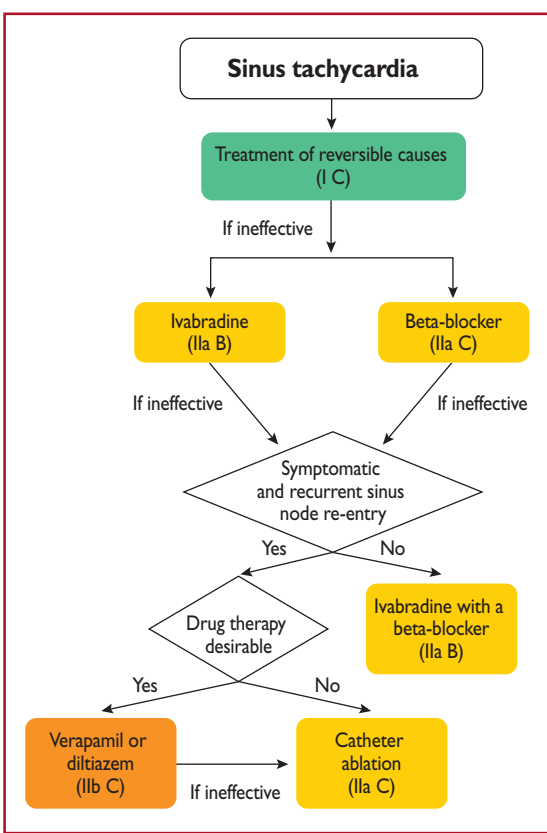 Sinus tachycardia
Treatment of reversible causes
(I C)
If ineffective
Ivabradine
(IIa B)
Beta-blocker
(IIa C)
If ineffective
If ineffective
Symptomatic
and recurrent sinus
node re-entry
Yes
No
Drug therapy
desirable
Ivabradine with a
beta-blocker
(IIa B)
Yes
No
Verapamil or
diltiazem
(IIb C)
If ineffective
Catheter
ablation
(IIa C)